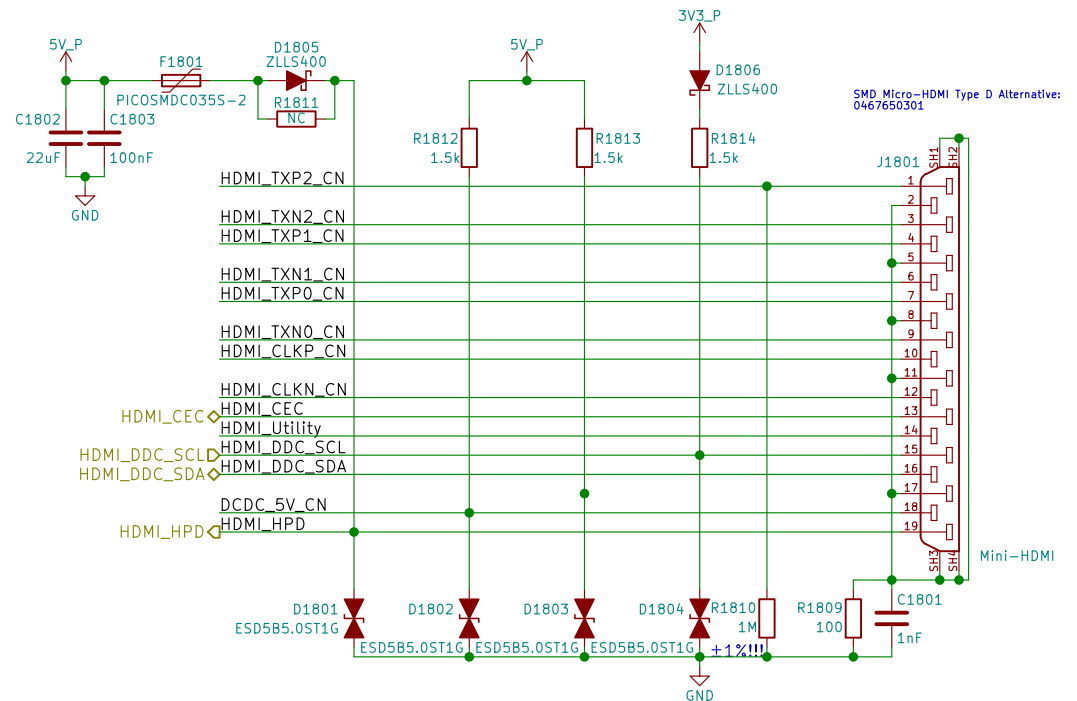 3V3_P
5V_P
D1805
ZLLS400
5V_P
F1801
D1806
ZLLS400
PICOSMDC035S-2
R1811
NC
SMD Micro-HDMI Type D Alternative:
0467650301
C1802
22uF
C1803
100nF
GND
R1812
1.5k
R1813
1.5k
R1814
1.5k
SH1
SH2
J1801
HDMI_TXP2_CN
1
2
HDMI_TXN2_CN
3
HDMI_TXP1_CN
4
5
HDMI_TXN1_CN
6
HDMI_TXP0_CN
7
8
HDMI_TXN0_CN
9
HDMI_CLKP_CN
10
11
HDMI_CLKN_CN
12
HDMI_CEC
HDMI_CEC
13
HDMI_Utility
14
HDMI_DDC_SCL
HDMI_DDC_SCL
15
HDMI_DDC_SDA
HDMI_DDC_SDA
16
17
DCDC_5V_CN
18
HDMI_HPD
HDMI_HPD
19
SH3
SH4
Mini-HDMI
D1801
ESD5B5.0ST1G
D1802
ESD5B5.0ST1G
D1803
ESD5B5.0ST1G
D1804
ESD5B5.0ST1G
R1810
1M
±1%!!!
R1809
100
C1801
1nF
GND